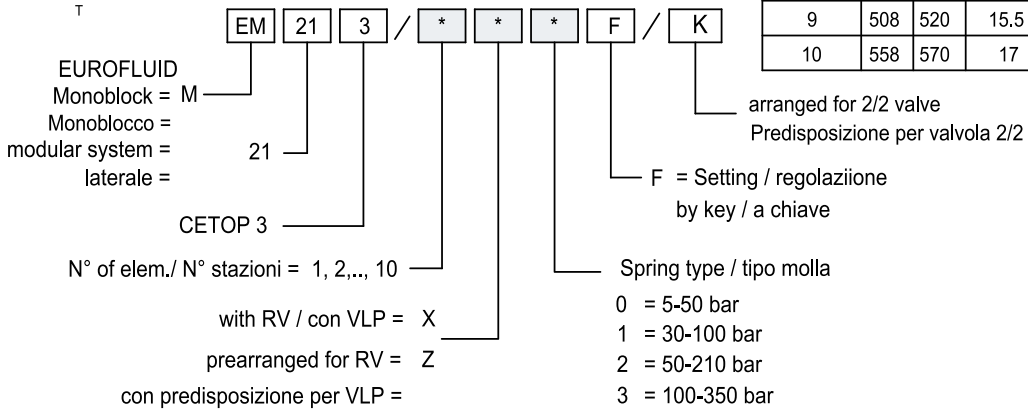 T
EM 21 3 / * * * F / K
9 508 520 15.5
10 558 570 17
EUROFLUID
Monoblock = M
Monoblocco =
modular system = 21
laterale =
CETOP 3
N° of elem./ N° stazioni = 1, 2,.., 10
with RV / con VLP = X
prearranged for RV = Z
con predisposizione per VLP =
arranged for 2/2 valve
Predisposizione per valvola 2/2
F = Setting / regolaziione
by key / a chiave
Spring type / tipo molla
0 = 5-50 bar
1 = 30-100 bar
2 = 50-210 bar
3 = 100-350 bar